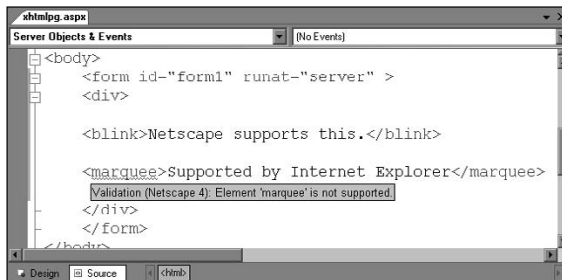 xhtmlpg.aspx
Server Objects & Events (No Events)
<body>
<form id="form1" runat="server" >
<div>
<blink>Netscape supports this.</blink>
<marquee>Supported by Internet Explorer</marquee>
Validation (Netscape 4): Element 'marquee' is not supported.
</div>
</form>
</body>
Design Source <html>